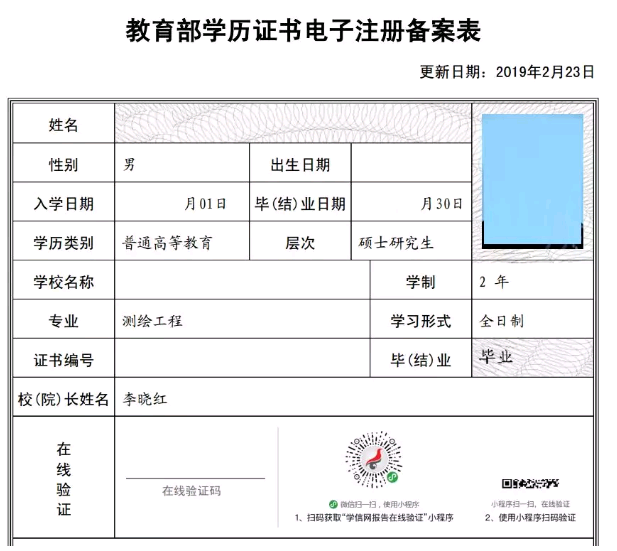 教育部学历证书电子注册备案表
更新日期：2019年2月23日
姓名
性别 男 出生日期
入学日期 月01日 毕(结)业日期 月30日
学历类别 普通高等教育 层次 硕士研究生
学校名称 学制 2 年
专业 测绘工程 学习形式 全日制
证书编号 毕(结)业 毕业
校(院)长姓名 李晓红
在线验证
在线验证码
微信扫一扫，使用小程序
1、扫码获取“学信网报告在线验证”小程序
小程序扫一扫，在线验证
2、使用小程序扫码验证